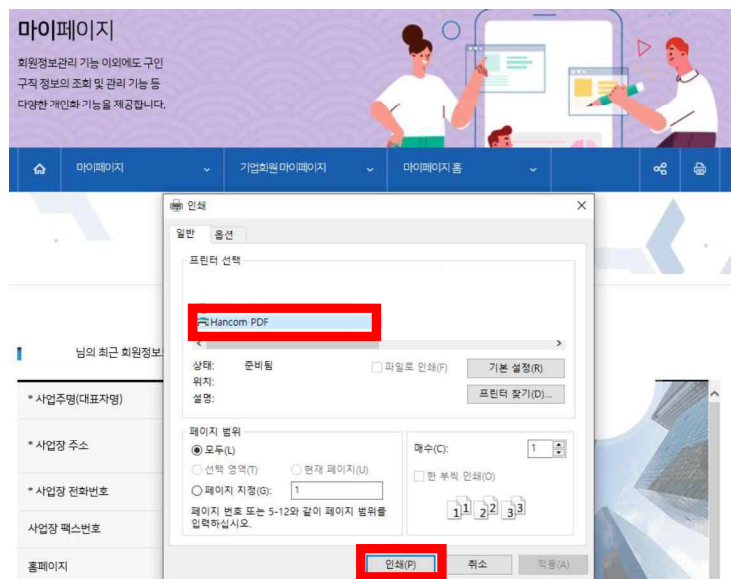 마이페이지
회원정보관리 기능 이외에도 구인
구직 정보의 조회 및 관리 기능 등
다양한 개인화 기능을 제공합니다.
마이페이지 기업회원 마이페이지 마이페이지 홈
인쇄
일반 옵션
프린터 선택
Hancom PDF
상태: 준비됨 파일로 인쇄(F) 기본 설정(R)
위치:
설명: 프린터 찾기(D)...
페이지 범위
모두(L)
선택 영역(T) 현재 페이지(U)
페이지 지정(G): 1
페이지 번호 또는 5-12와 같이 페이지 범위를
입력하십시오.
매수(C): 1
한 부씩 인쇄(O)
1 1 2 2 3 3
인쇄(P) 취소 적용(A)
님의 최근 회원정보
* 사업주명(대표자명)
* 사업장 주소
* 사업장 전화번호
사업장 팩스번호
홈페이지